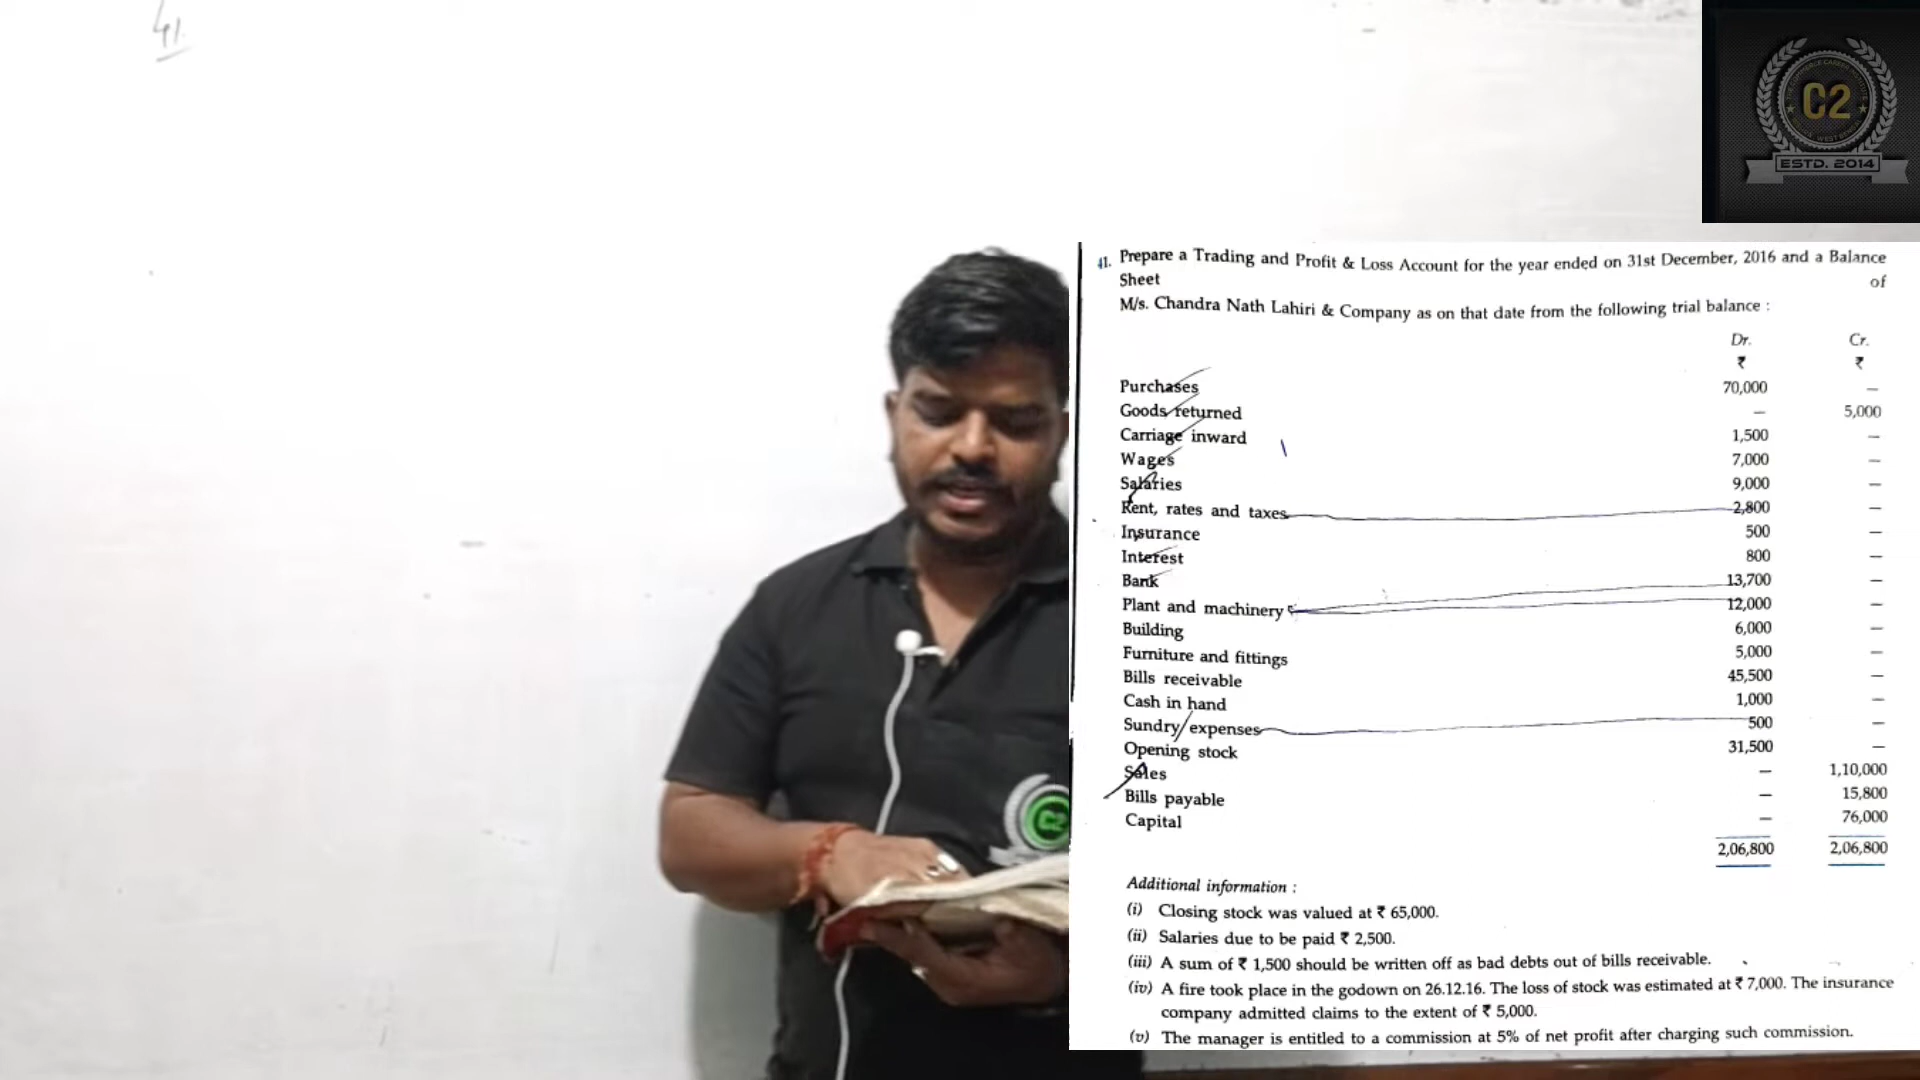 41.
C2
ESTD. 2014
41. Prepare a Trading and Profit & Loss Account for the year ended on 31st December, 2016 and a Balance Sheet of
M/s. Chandra Nath Lahiri & Company as on that date from the following trial balance :
Dr. Cr.
₹ ₹
Purchases 70,000 —
Goods returned — 5,000
Carriage inward 1,500 —
Wages 7,000 —
Salaries 9,000 —
Rent, rates and taxes 2,800 —
Insurance 500 —
Interest 800 —
Bank 13,700 —
Plant and machinery 12,000 —
Building 6,000 —
Furniture and fittings 5,000 —
Bills receivable 45,500 —
Cash in hand 1,000 —
Sundry expenses 500 —
Opening stock 31,500 —
Sales — 1,10,000
Bills payable — 15,800
Capital — 76,000
2,06,800 2,06,800
Additional information :
(i) Closing stock was valued at ₹ 65,000.
(ii) Salaries due to be paid ₹ 2,500.
(iii) A sum of ₹ 1,500 should be written off as bad debts out of bills receivable.
(iv) A fire took place in the godown on 26.12.16. The loss of stock was estimated at ₹ 7,000. The insurance
company admitted claims to the extent of ₹ 5,000.
(v) The manager is entitled to a commission at 5% of net profit after charging such commission.
C2